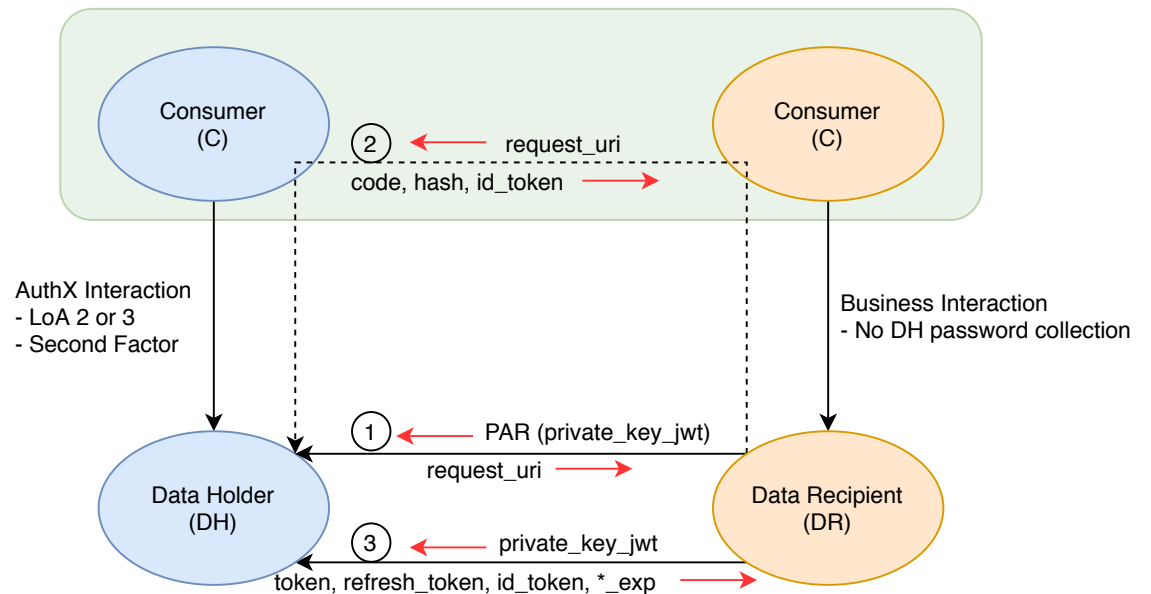 Consumer
(C)
Consumer
(C)
2
request_uri
code, hash, id_token
AuthX Interaction
- LoA 2 or 3
- Second Factor
Business Interaction
- No DH password collection
1
PAR (private_key_jwt)
request_uri
Data Holder
(DH)
Data Recipient
(DR)
3
private_key_jwt
token, refresh_token, id_token, *_exp